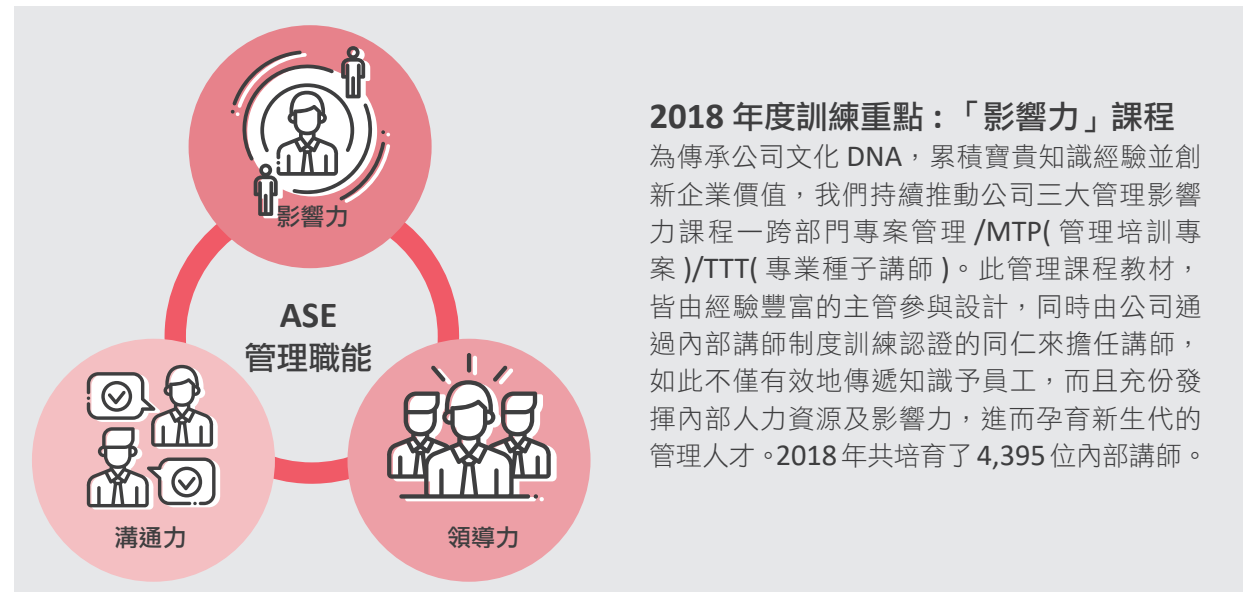 影響力
ASE
管理職能
溝通力
領導力
2018 年度訓練重點:「影響力」課程
為傳承公司文化 DNA,累積寶貴知識經驗並創
新企業價值,我們持續推動公司三大管理影響
力課程一跨部門專案管理 /MTP( 管理培訓專
案 )/TTT( 專業種子講師 )。此管理課程教材,
皆由經驗豐富的主管參與設計,同時由公司通
過內部講師制度訓練認證的同仁來擔任講師,
如此不僅有效地傳遞知識予員工,而且充份發
揮內部人力資源及影響力,進而孕育新生代的
管理人才。2018 年共培育了 4,395 位內部講師。